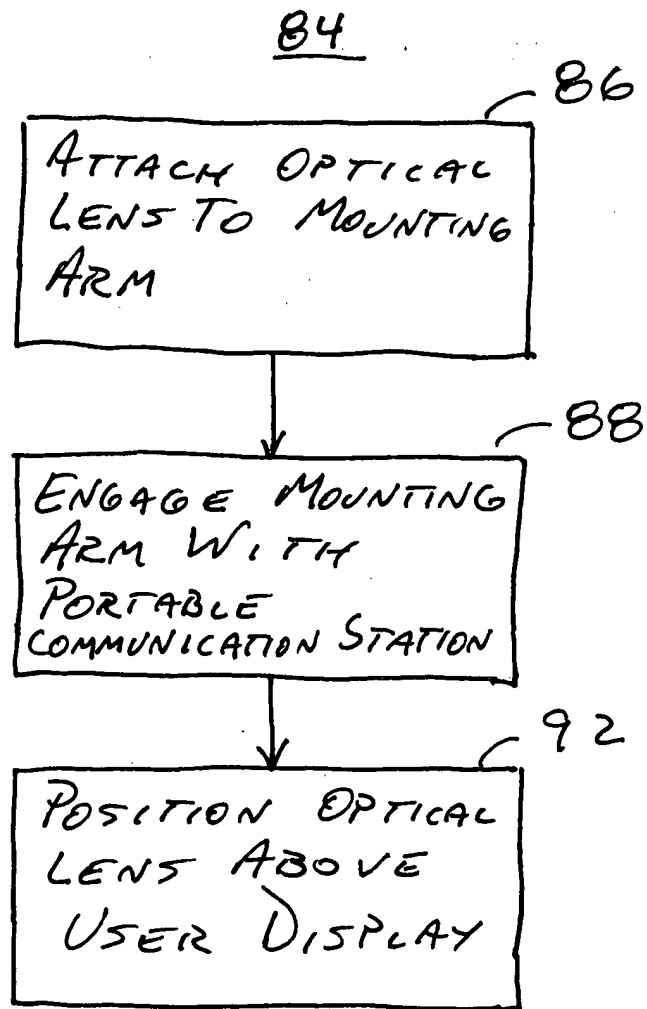 84
86
ATTACH OPTICAL
LENS TO MOUNTING
ARM
88
ENGAGE MOUNTING
ARM WITH
PORTABLE
COMMUNICATION STATION
92
POSITION OPTICAL
LENS ABOVE
USER DISPLAY